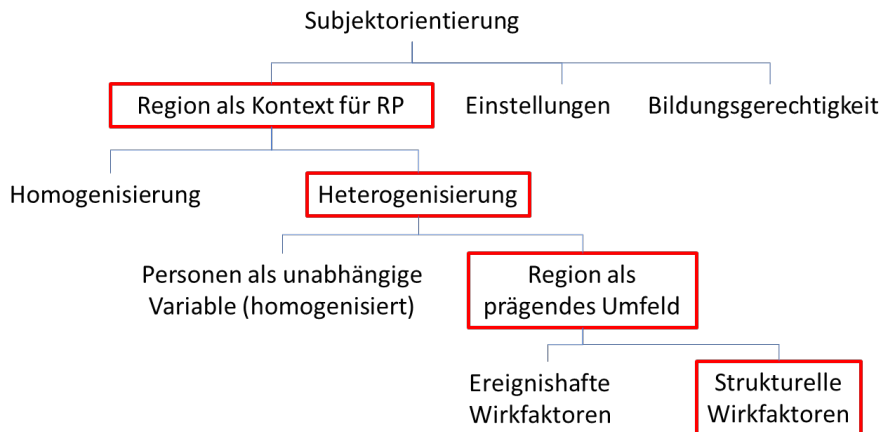 Subjektorientierung
Region als Kontext für RP
Einstellungen
Bildungsgerechtigkeit
Homogenisierung
Heterogenisierung
Personen als unabhängige
Variable (homogenisiert)
Region als
prägendes Umfeld
Ereignishafte
Wirkfaktoren
Strukturelle
Wirkfaktoren